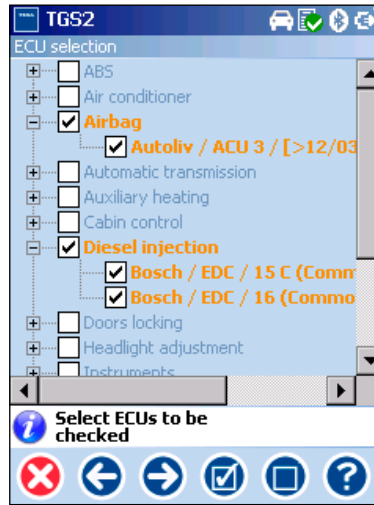 TGS2
ECU selection
ABS
Air conditioner
Airbag
Autoliv / ACU 3 / [>12/03
Automatic transmission
Auxiliary heating
Cabin control
Diesel injection
Bosch / EDC / 15 C (Comm
Bosch / EDC / 16 (Commo
Doors locking
Headlight adjustment
Instruments
Select ECUs to be
checked